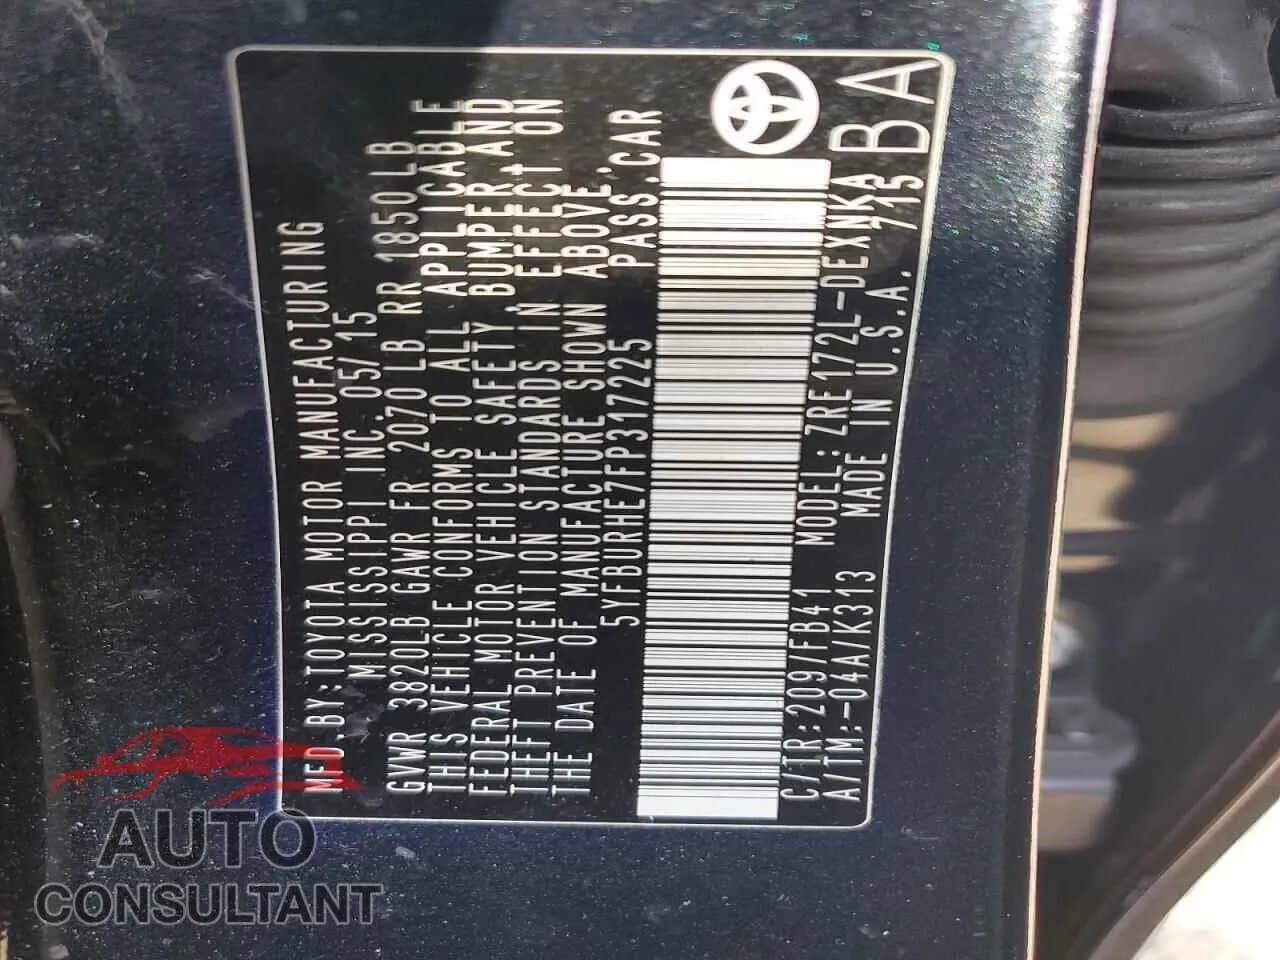 MFD.BY:TOYOTA MOTOR MANUFACTURING
MISSISSIPPI INC. 05/15
GVWR 3820LB GAWR FR 2070LB RR 1850LB
THIS VEHICLE CONFORMS TO ALL APPLICABLE
FEDERAL MOTOR VEHICLE SAFETY,BUMPER,AND
THEFT PREVENTION STANDARDS IN EFFECT ON
THE DATE OF MANUFACTURE SHOWN ABOVE.
5YFBURHE7FP317225 PASS.CAR
C/TR:209/FB41 MODEL:ZRE172L-DEXNKA
A/TM:-04A/K313 MADE IN U.S.A. 715
BBA
AUTO
CONSULTANT